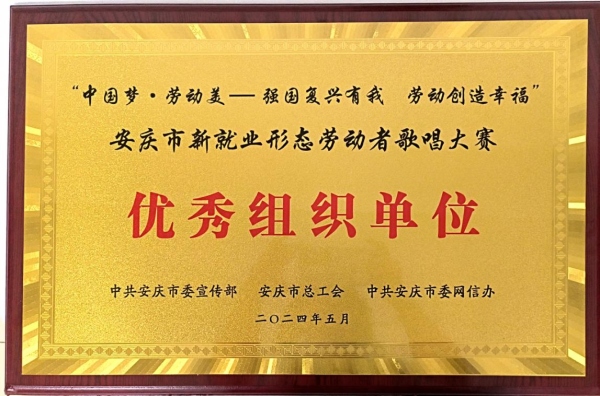 “中国梦·劳动美——强国复兴有我 劳动创造幸福”
安庆市新就业形态劳动者歌唱大赛
优秀组织单位
中共安庆市委宣传部 安庆市总工会 中共安庆市委网信办
二〇二四年五月